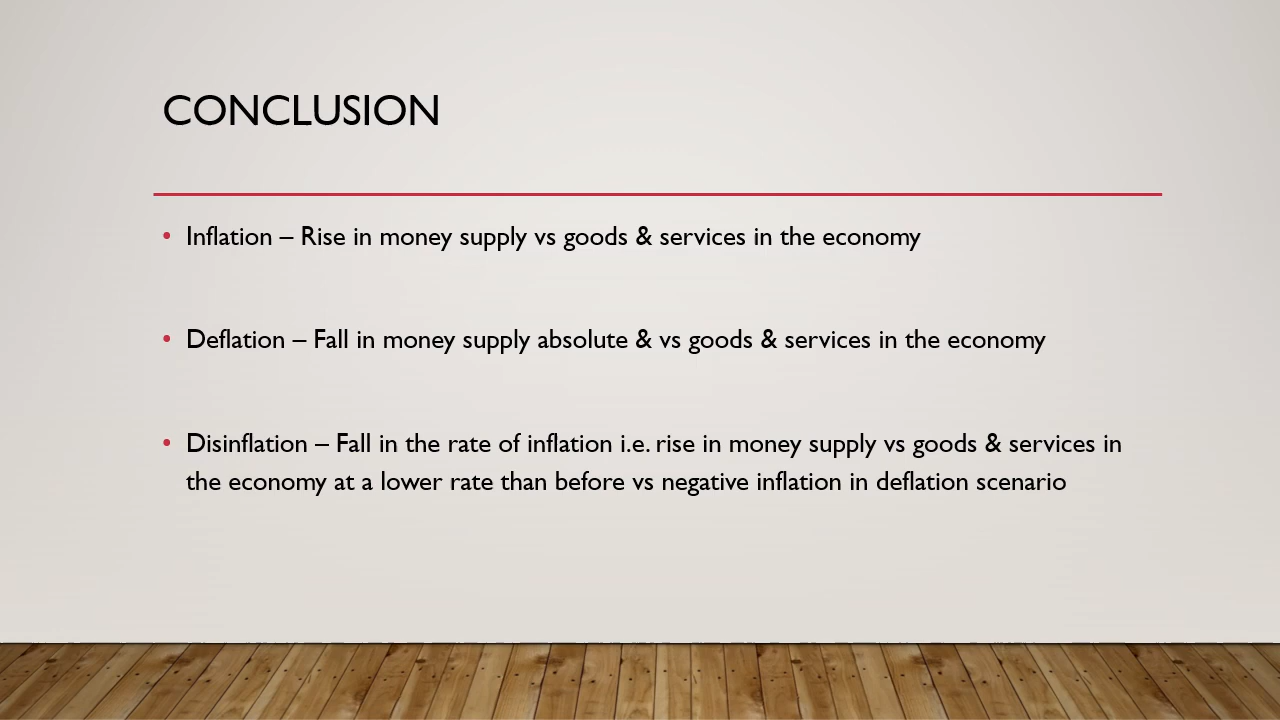 CONCLUSION
• Inflation – Rise in money supply vs goods & services in the economy
• Deflation – Fall in money supply absolute & vs goods & services in the economy
• Disinflation – Fall in the rate of inflation i.e. rise in money supply vs goods & services in
the economy at a lower rate than before vs negative inflation in deflation scenario